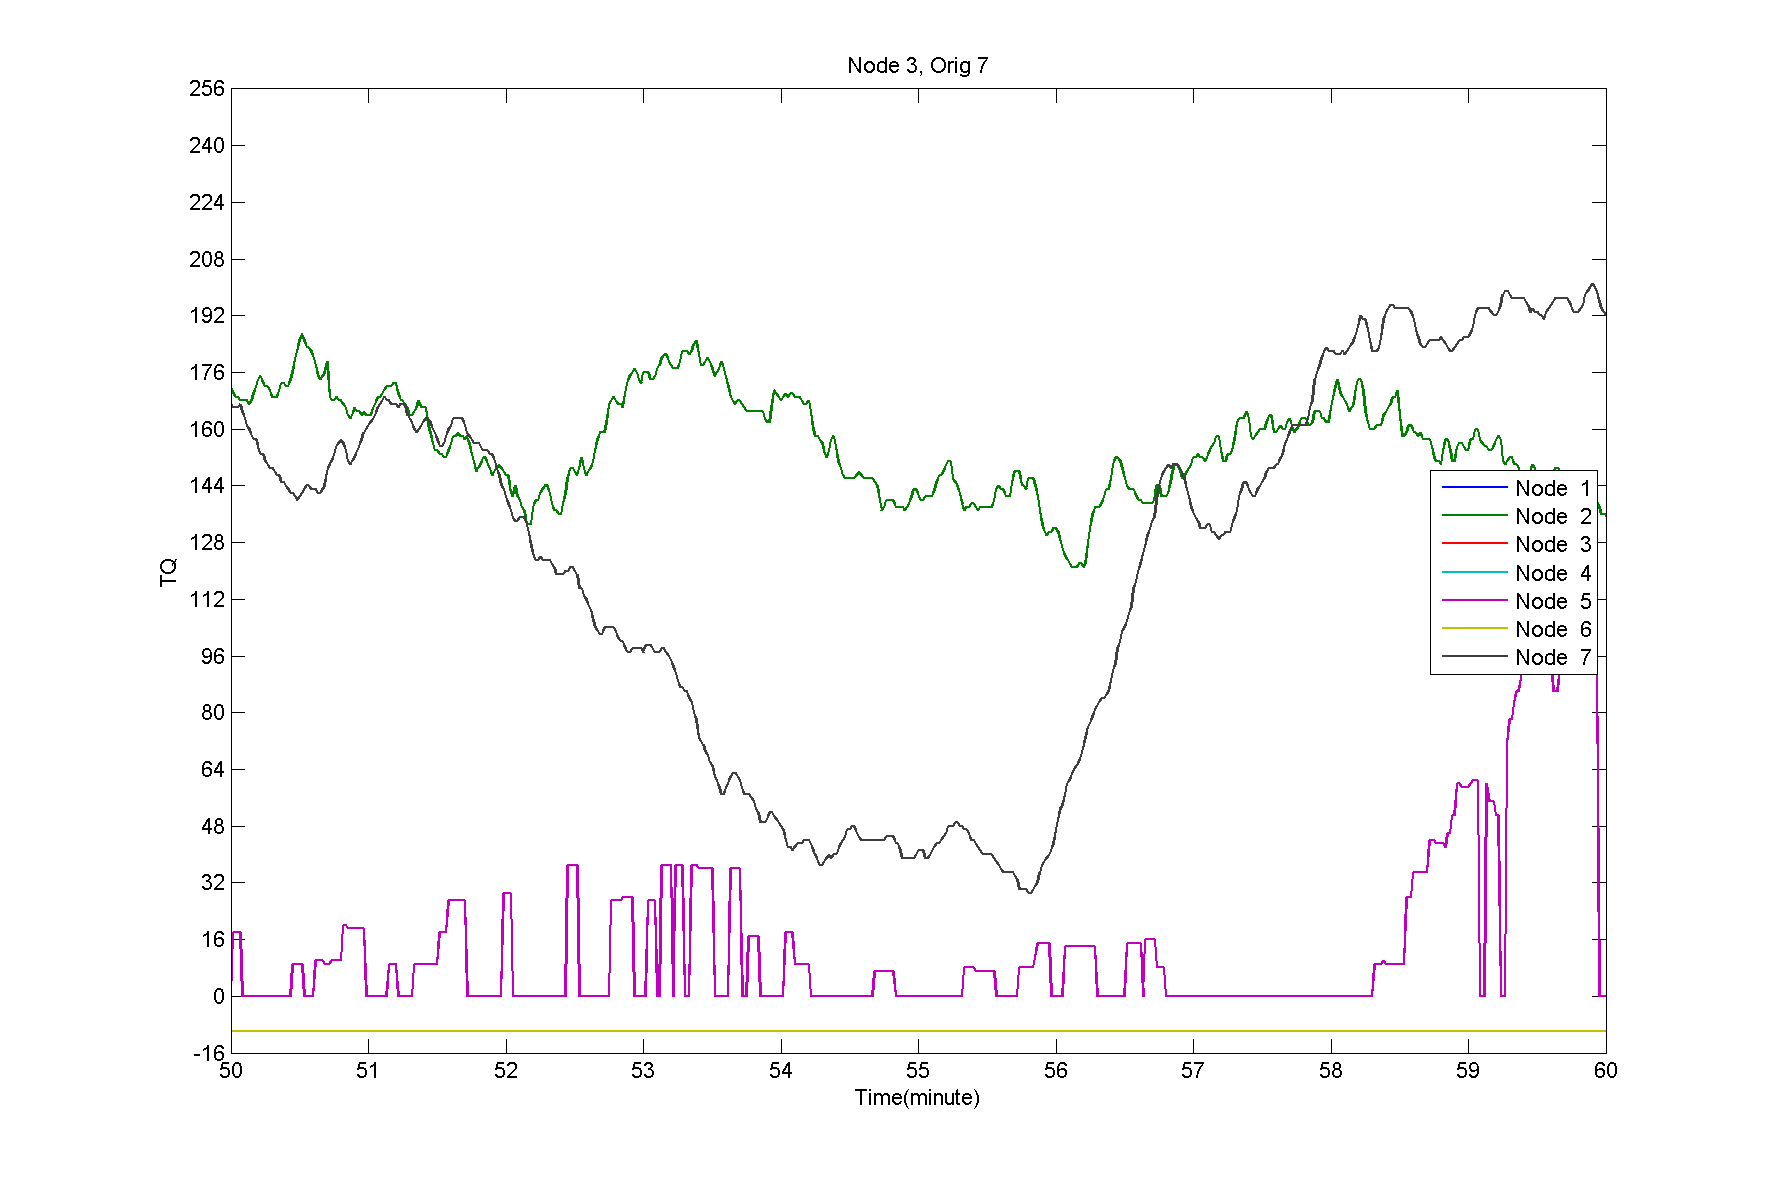 Node 3, Orig 7
256
240
224
208
192
176
160
144
128
112
96
80
64
48
32
16
0
-16
TQ
50 51 52 53 54 55 56 57 58 59 60
Time(minute)
Node 1
Node 2
Node 3
Node 4
Node 5
Node 6
Node 7